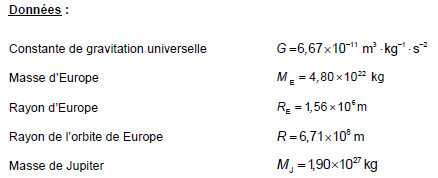 Données :
Constante de gravitation universelle G = 6,67×10⁻¹¹ m³ ·kg⁻¹ ·s⁻²
Masse d'Europe M_E = 4,80×10²² kg
Rayon d'Europe R_E = 1,56×10⁶ m
Rayon de l'orbite de Europe R = 6,71×10⁸ m
Masse de Jupiter M_J = 1,90×10²⁷ kg